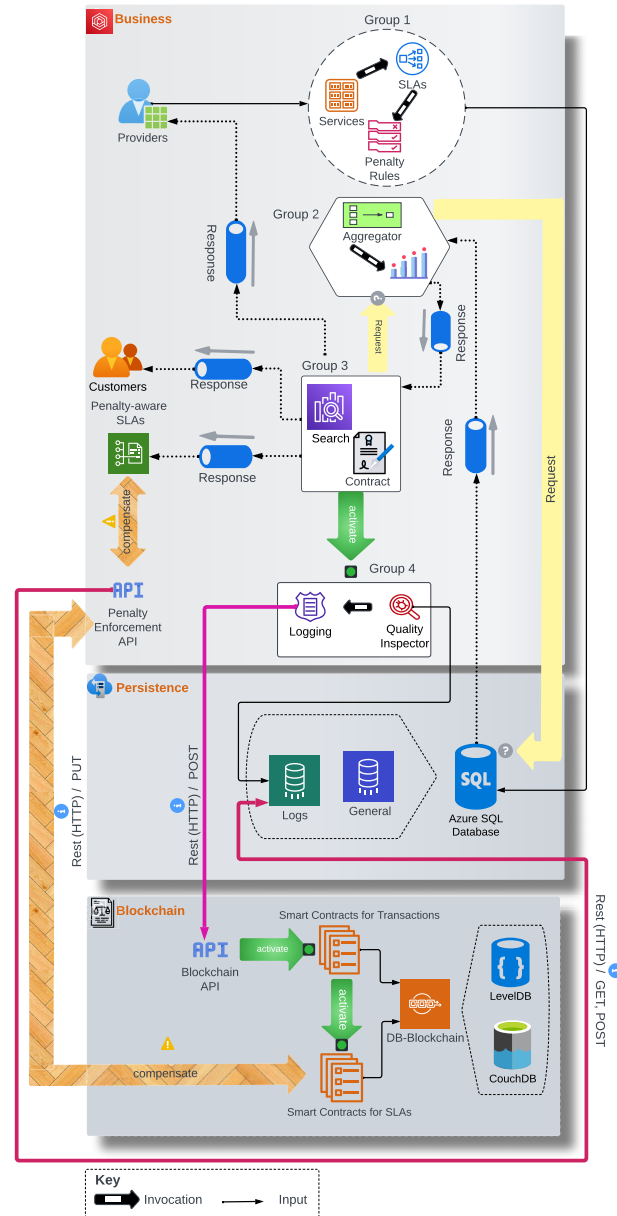 Business
Group 1
SLAs
Services
Providers
Penalty
Rules
Group 2
Aggregator
Response
Response
Request
Group 3
Customers
Response
Penalty-aware
SLAs
Search
Response
Response
Contract
Request
compensate
activate
Group 4
API
Penalty
Enforcement
API
Logging
Quality
Inspector
Persistence
Rest (HTTP) / PUT
Rest (HTTP) / POST
?
SQL
Logs
General
Azure SQL
Database
Blockchain
Rest (HTTP) / GET, POST
Smart Contracts for Transactions
API
activate
Blockchain
API
LevelDB
activate
DB-Blockchain
compensate
CouchDB
Smart Contracts for SLAs
Key
Invocation
Input